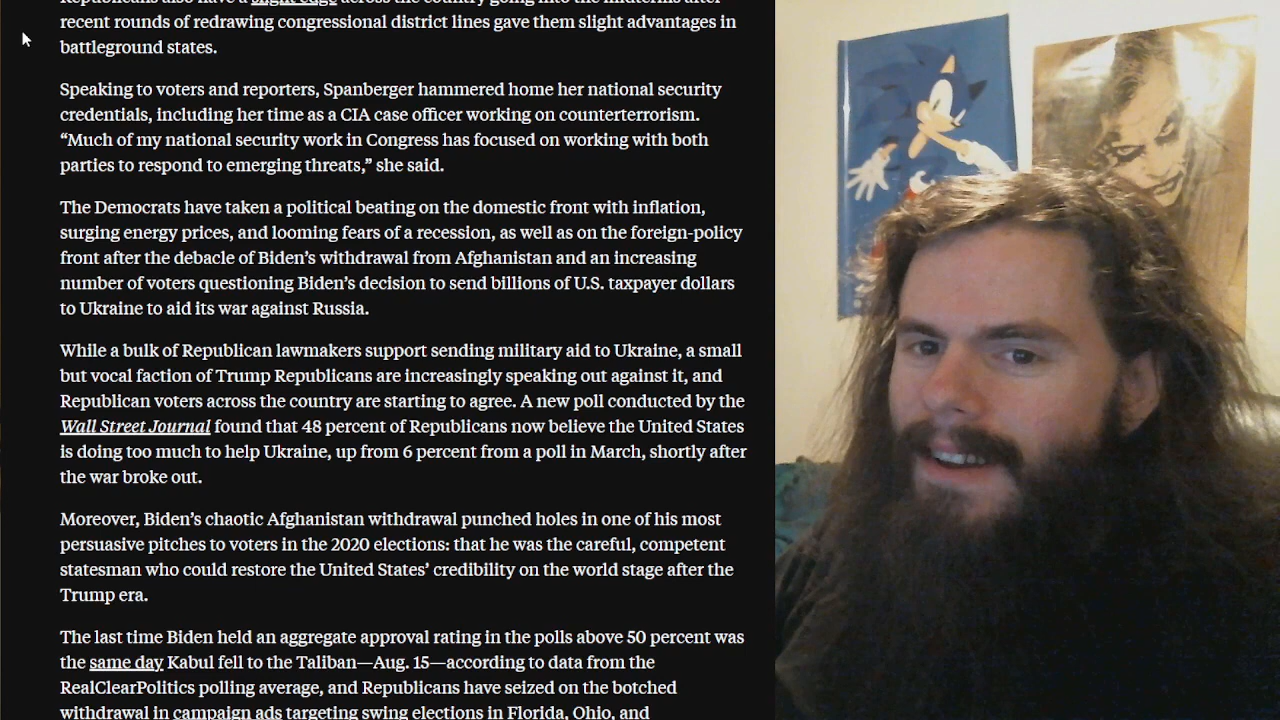 Republicans also have a slight edge across the country going into the midterms after
recent rounds of redrawing congressional district lines gave them slight advantages in
battleground states.
Speaking to voters and reporters, Spanberger hammered home her national security
credentials, including her time as a CIA case officer working on counterterrorism.
“Much of my national security work in Congress has focused on working with both
parties to respond to emerging threats,” she said.
The Democrats have taken a political beating on the domestic front with inflation,
surging energy prices, and looming fears of a recession, as well as on the foreign-policy
front after the debacle of Biden’s withdrawal from Afghanistan and an increasing
number of voters questioning Biden’s decision to send billions of U.S. taxpayer dollars
to Ukraine to aid its war against Russia.
While a bulk of Republican lawmakers support sending military aid to Ukraine, a small
but vocal faction of Trump Republicans are increasingly speaking out against it, and
Republican voters across the country are starting to agree. A new poll conducted by the
Wall Street Journal found that 48 percent of Republicans now believe the United States
is doing too much to help Ukraine, up from 6 percent from a poll in March, shortly after
the war broke out.
Moreover, Biden’s chaotic Afghanistan withdrawal punched holes in one of his most
persuasive pitches to voters in the 2020 elections: that he was the careful, competent
statesman who could restore the United States’ credibility on the world stage after the
Trump era.
The last time Biden held an aggregate approval rating in the polls above 50 percent was
the same day Kabul fell to the Taliban—Aug. 15—according to data from the
RealClearPolitics polling average, and Republicans have seized on the botched
withdrawal in campaign ads targeting swing elections in Florida, Ohio, and